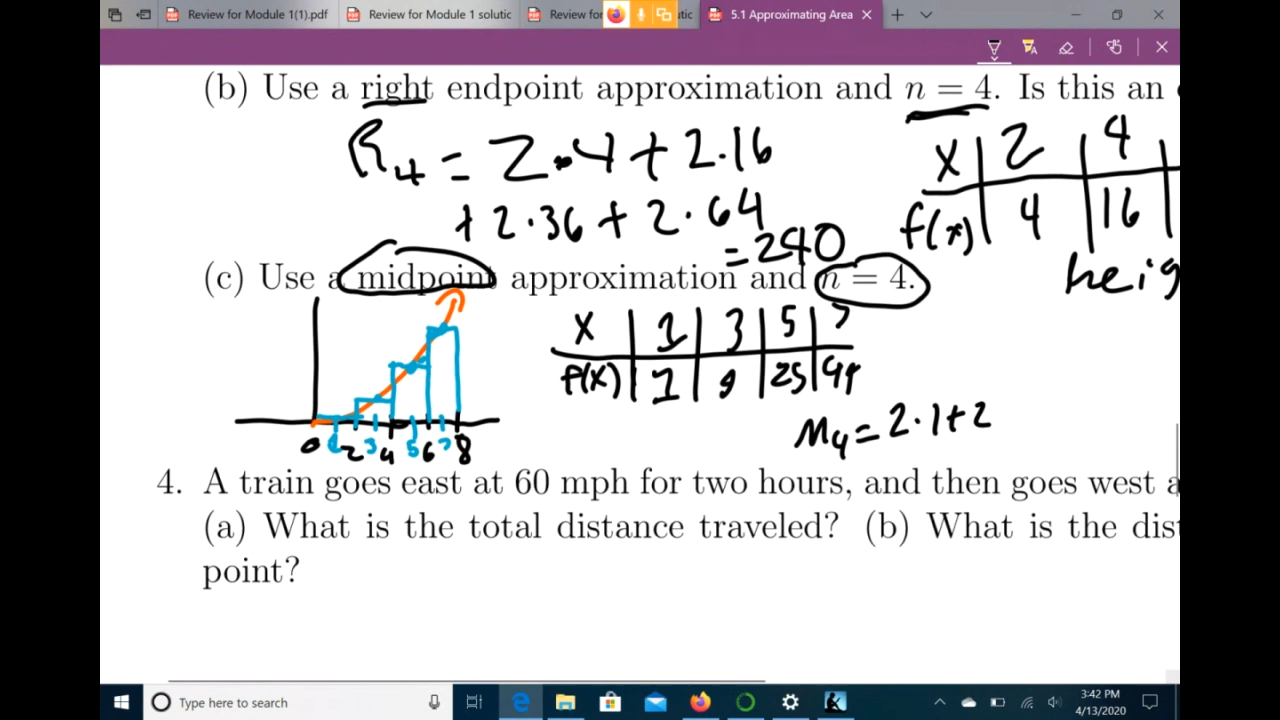 Review for Module 1(1).pdf Review for Module 1 solutic Review for utic 5.1 Approximating Area
(b) Use a right endpoint approximation and n = 4. Is this an
R4 = 2·4 + 2·16
+ 2·36 + 2·64
= 240
x 2 4
f(x) 4 16
heig
(c) Use a midpoint approximation and n = 4.
x 1 3 5 7
f(x) 1 9 25 49
M4 = 2·1 + 2
0 1 2 3 4 5 6 7 8
4. A train goes east at 60 mph for two hours, and then goes west a
(a) What is the total distance traveled? (b) What is the dis
point?
Type here to search
3:42 PM
4/13/2020